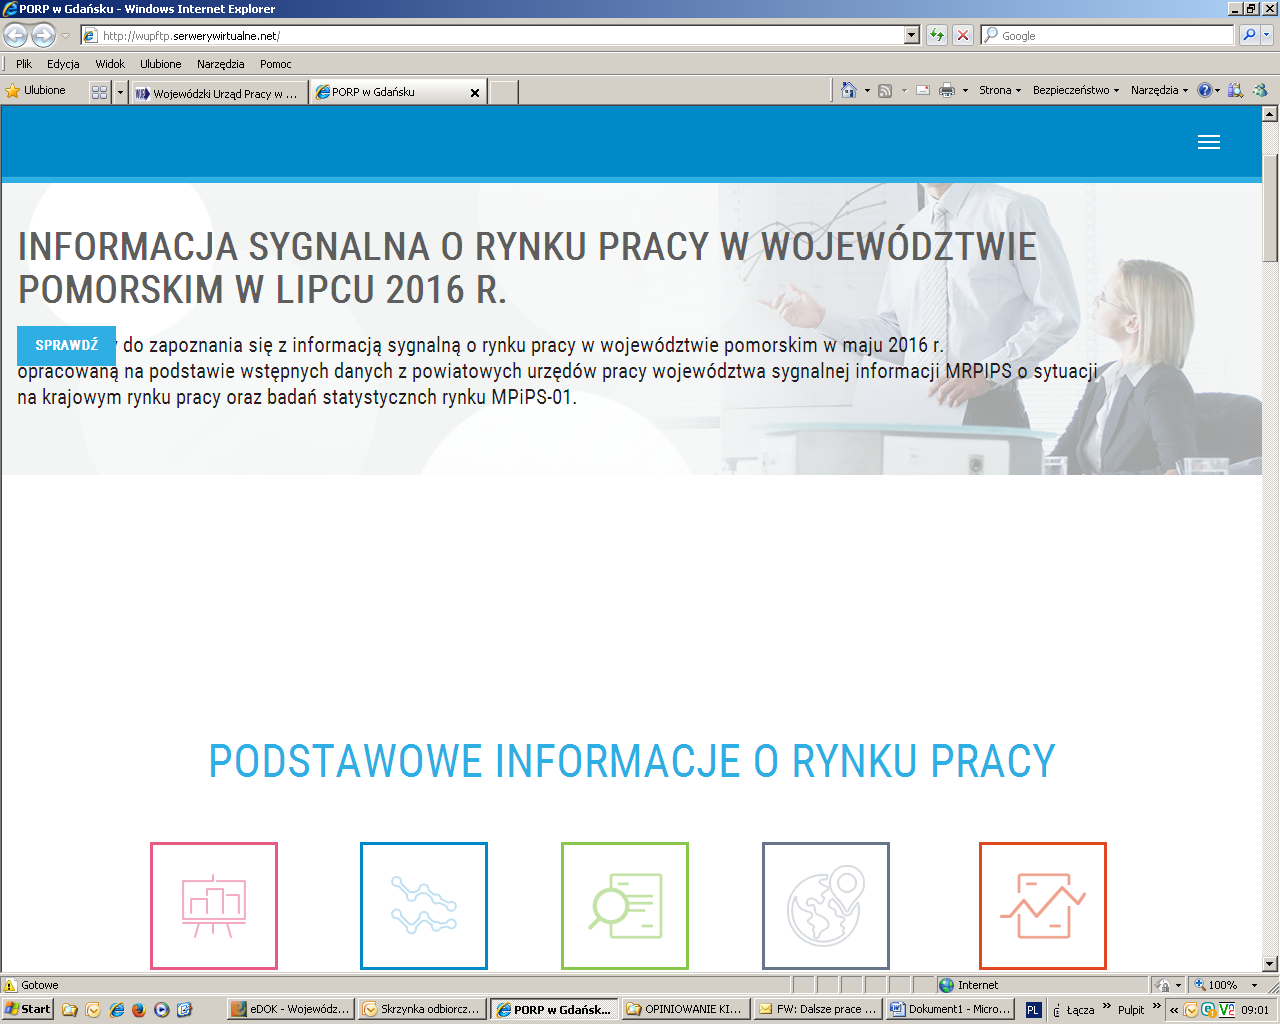 PORP w Gdańsku - Windows Internet Explorer
http://wupftp.serwerywirtualne.net/
Google
Plik Edycja Widok Ulubione Narzędzia Pomoc
Ulubione
Wojewódzki Urząd Pracy w ...
PORP w Gdańsku
Strona
Bezpieczeństwo
Narzędzia
INFORMACJA SYGNALNA O RYNKU PRACY W WOJEWÓDZTWIE
POMORSKIM W LIPCU 2016 R.
SPRAWDŹ
do zapoznania się z informacją sygnalną o rynku pracy w województwie pomorskim w maju 2016 r.
opracowaną na podstawie wstępnych danych z powiatowych urzędów pracy województwa sygnalnej informacji MRPIPS o sytuacji
na krajowym rynku pracy oraz badań statystycznch rynku MPiPS-01.
PODSTAWOWE INFORMACJE O RYNKU PRACY
Gotowe
Internet
100%
Start
eDOK - Wojewódz...
Skrzynka odbiorcz...
PORP w Gdańsk...
OPINIOWANIE KI...
FW: Dalsze prace ...
Dokument1 - Micro...
PL
Łącza
Pulpit
09:01